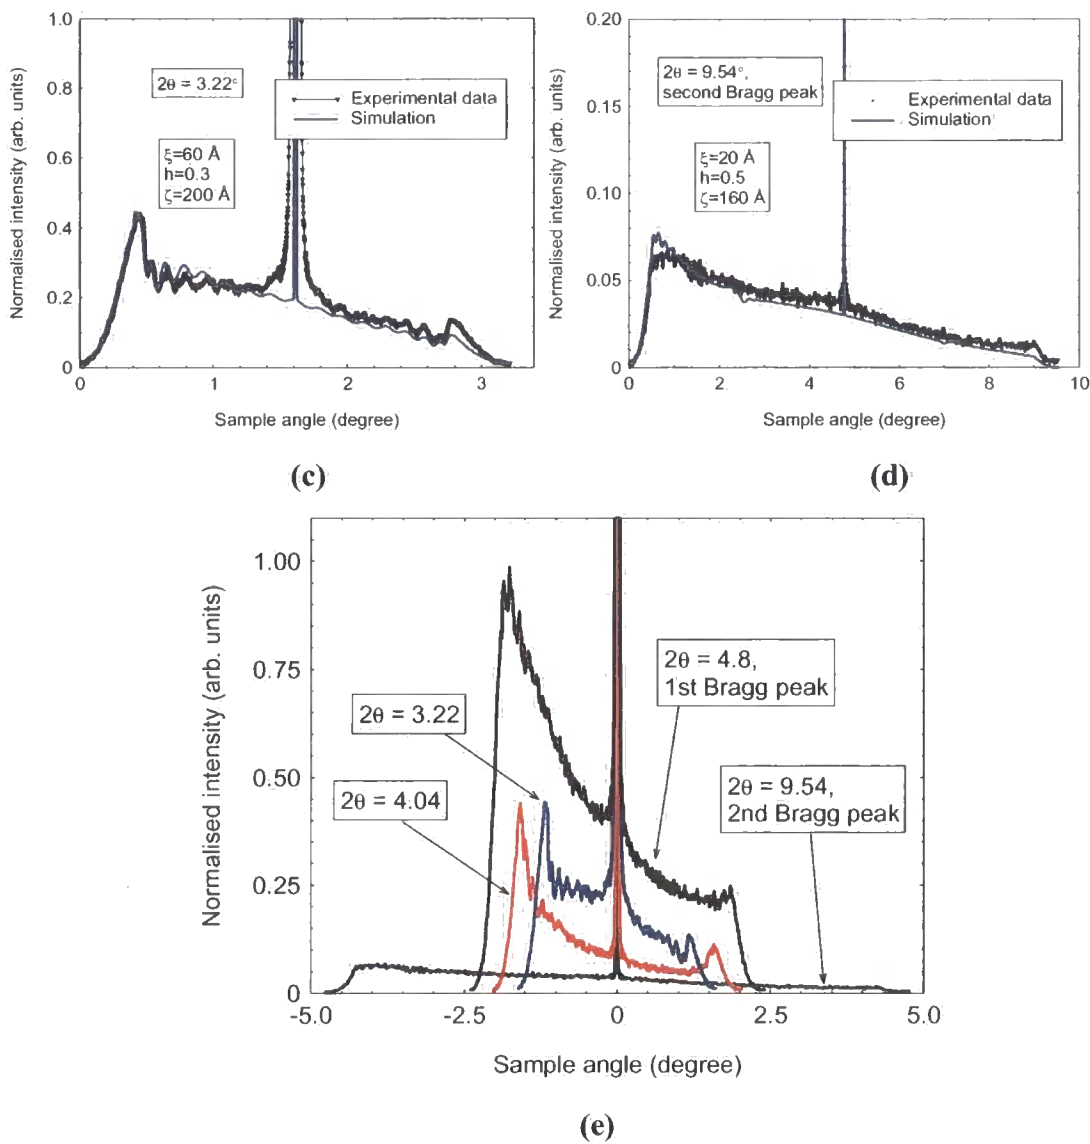 1.0
0.8
0.6
0.4
0.2
0
0 1 2 3
Normalised intensity (arb. units)
Sample angle (degree)
2θ = 3.22°
Experimental data
Simulation
ξ=60 Å
h=0.3
ζ=200 Å
(c)
0.20
0.15
0.10
0.05
0
0 2 4 6 8 10
Normalised intensity (arb. units)
Sample angle (degree)
2θ = 9.54°,
second Bragg peak
Experimental data
Simulation
ξ=20 Å
h=0.5
ζ=160 Å
(d)
1.00
0.75
0.50
0.25
0
-5.0 -2.5 0 2.5 5.0
Normalised intensity (arb. units)
Sample angle (degree)
2θ = 4.8,
1st Bragg peak
2θ = 3.22
2θ = 4.04
2θ = 9.54,
2nd Bragg peak
(e)